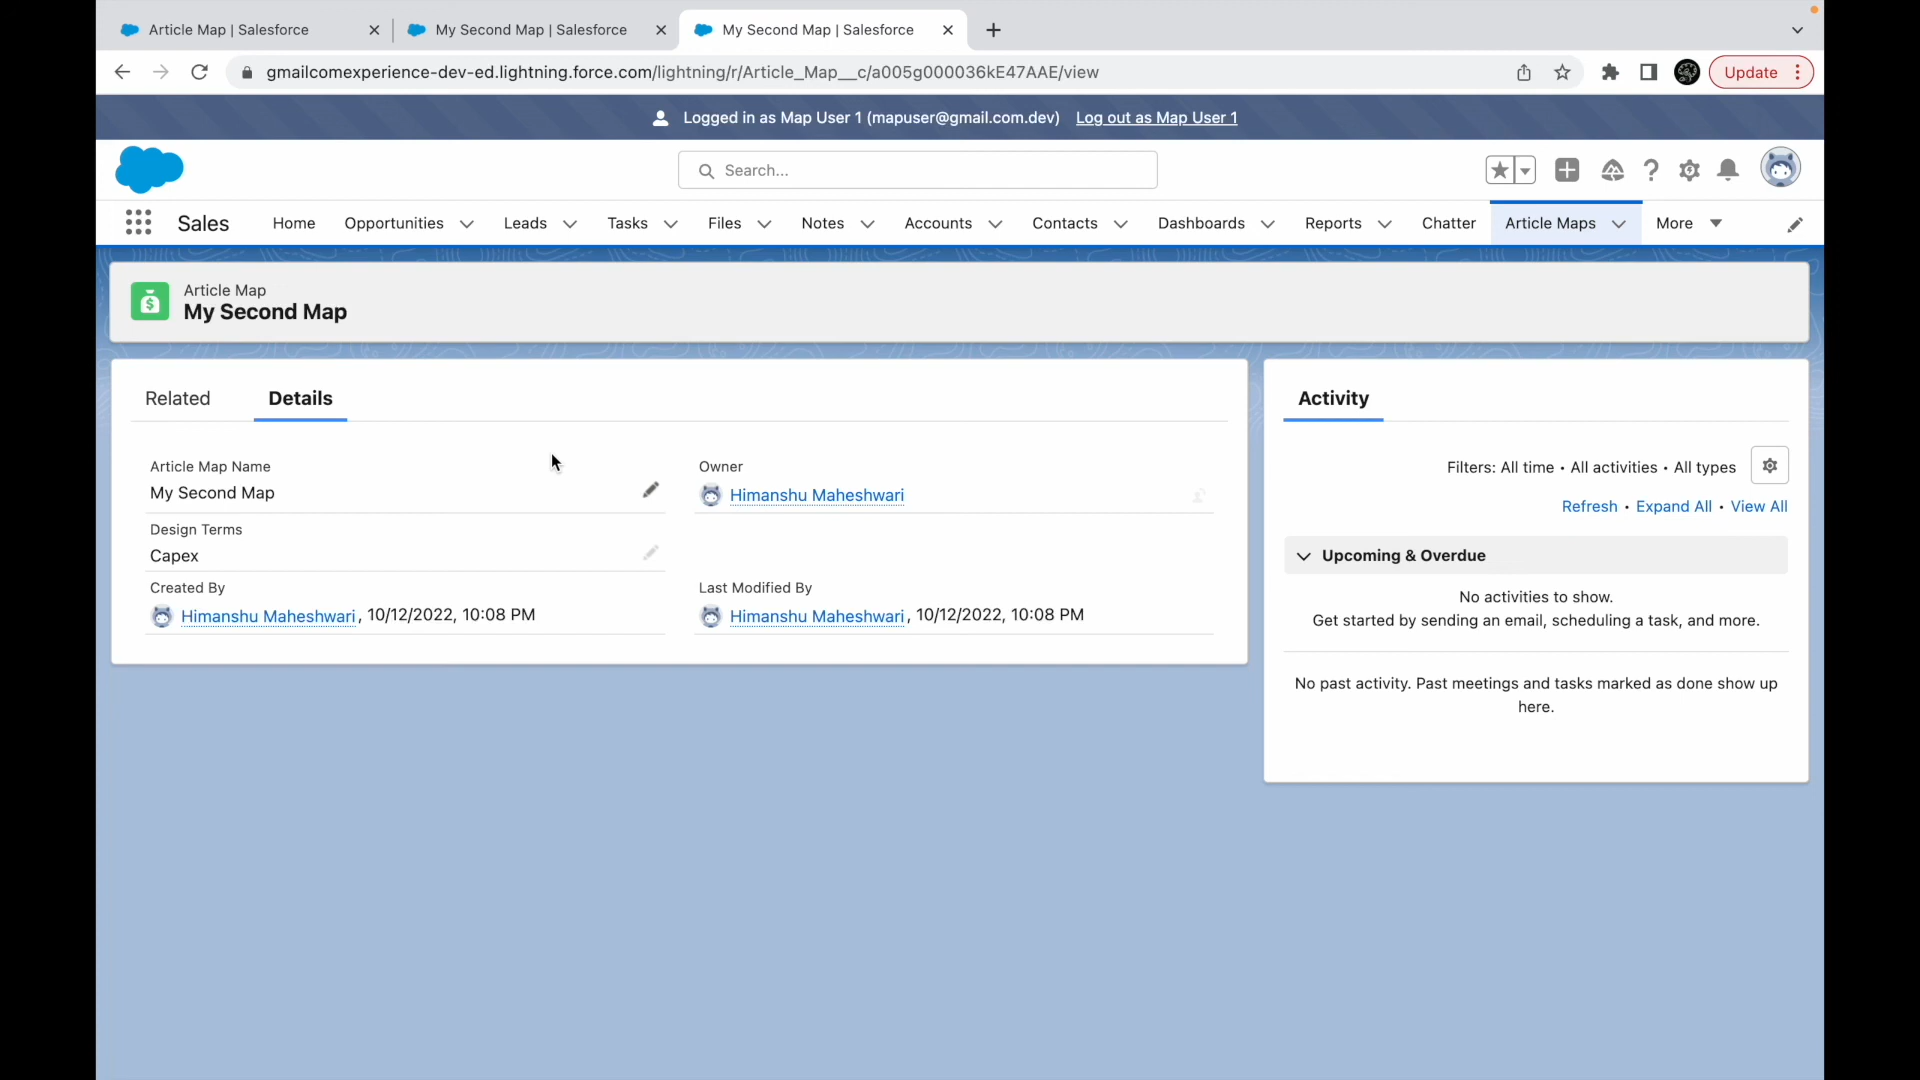 Article Map | Salesforce
My Second Map | Salesforce
My Second Map | Salesforce
gmailcomexperience-dev-ed.lightning.force.com/lightning/r/Article_Map__c/a005g000036kE47AAE/view
Update
Logged in as Map User 1 (mapuser@gmail.com.dev) Log out as Map User 1
Search...
Sales Home Opportunities Leads Tasks Files Notes Accounts Contacts Dashboards Reports Chatter Article Maps More
Article Map
My Second Map
Related Details
Article Map Name
My Second Map
Owner
Himanshu Maheshwari
Design Terms
Capex
Created By
Himanshu Maheshwari, 10/12/2022, 10:08 PM
Last Modified By
Himanshu Maheshwari, 10/12/2022, 10:08 PM
Activity
Filters: All time • All activities • All types
Refresh • Expand All • View All
Upcoming & Overdue
No activities to show.
Get started by sending an email, scheduling a task, and more.
No past activity. Past meetings and tasks marked as done show up
here.